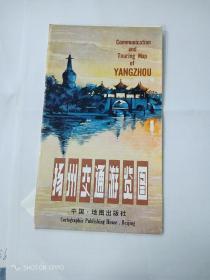 Communication
and
Touring Map
of
YANGZHOU
扬州交通游览图
中国·地图出版社
Cartographic Publishing House, Beijing